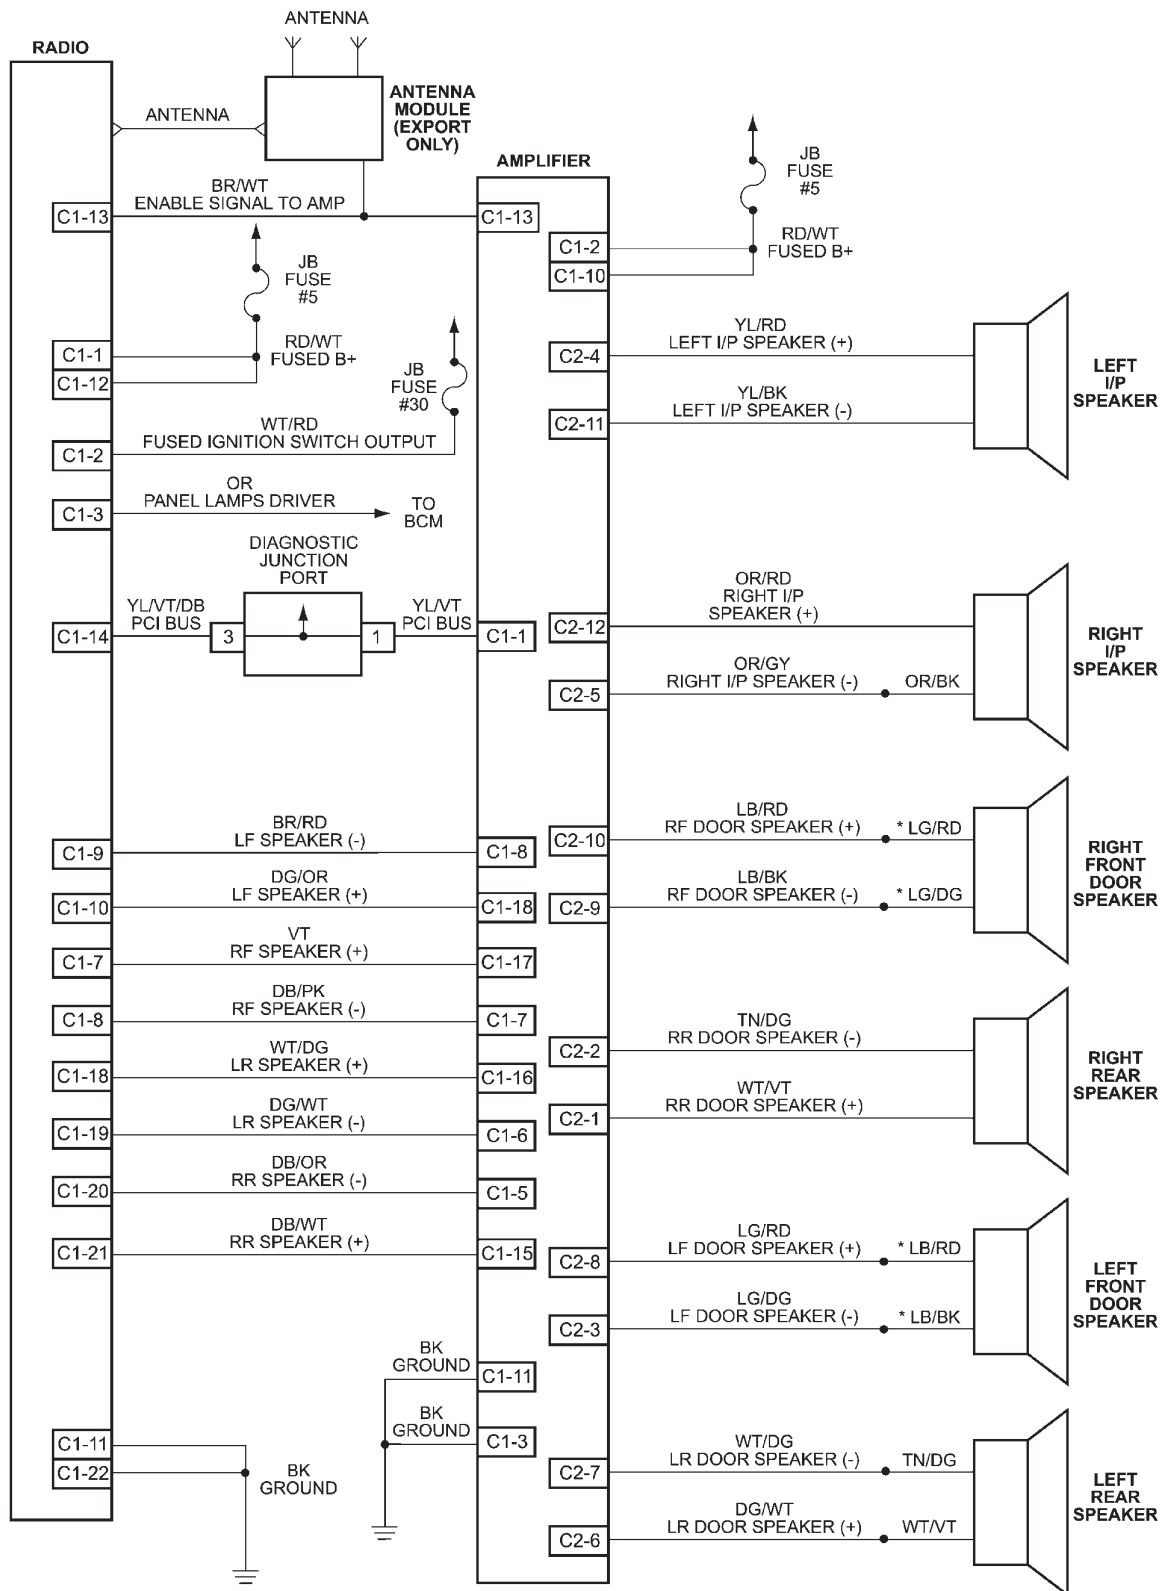 ANTENNA
RADIO
ANTENNA
MODULE
(EXPORT
ONLY)
ANTENNA
AMPLIFIER
JB
FUSE
#5
BR/WT
ENABLE SIGNAL TO AMP
C1-13
C1-13
RD/WT
FUSED B+
C1-2
C1-10
JB
FUSE
#5
RD/WT
FUSED B+
C1-1
C1-12
JB
FUSE
#30
YL/RD
LEFT I/P SPEAKER (+)
C2-4
YL/BK
LEFT I/P SPEAKER (-)
C2-11
LEFT
I/P
SPEAKER
WT/RD
FUSED IGNITION SWITCH OUTPUT
C1-2
OR
PANEL LAMPS DRIVER
C1-3
TO
BCM
DIAGNOSTIC
JUNCTION
PORT
YL/VT/DB
PCI BUS
YL/VT
PCI BUS
C1-14
3
1
C1-1
OR/RD
RIGHT I/P
SPEAKER (+)
C2-12
OR/GY
RIGHT I/P SPEAKER (-)
OR/BK
C2-5
RIGHT
I/P
SPEAKER
BR/RD
LF SPEAKER (-)
C1-9
C1-8
DG/OR
LF SPEAKER (+)
C1-10
C1-18
VT
RF SPEAKER (+)
C1-7
C1-17
DB/PK
RF SPEAKER (-)
C1-8
C1-7
WT/DG
LR SPEAKER (+)
C1-18
C1-16
DG/WT
LR SPEAKER (-)
C1-19
C1-6
DB/OR
RR SPEAKER (-)
C1-20
C1-5
DB/WT
RR SPEAKER (+)
C1-21
C1-15
LB/RD
RF DOOR SPEAKER (+)
* LG/RD
C2-10
LB/BK
RF DOOR SPEAKER (-)
* LG/DG
C2-9
RIGHT
FRONT
DOOR
SPEAKER
TN/DG
RR DOOR SPEAKER (-)
C2-2
WT/VT
RR DOOR SPEAKER (+)
C2-1
RIGHT
REAR
SPEAKER
LG/RD
LF DOOR SPEAKER (+)
* LB/RD
C2-8
LG/DG
LF DOOR SPEAKER (-)
* LB/BK
C2-3
LEFT
FRONT
DOOR
SPEAKER
BK
GROUND
C1-11
BK
GROUND
C1-3
C1-11
C1-22
BK
GROUND
WT/DG
LR DOOR SPEAKER (-)
TN/DG
C2-7
DG/WT
LR DOOR SPEAKER (+)
WT/VT
C2-6
LEFT
REAR
SPEAKER